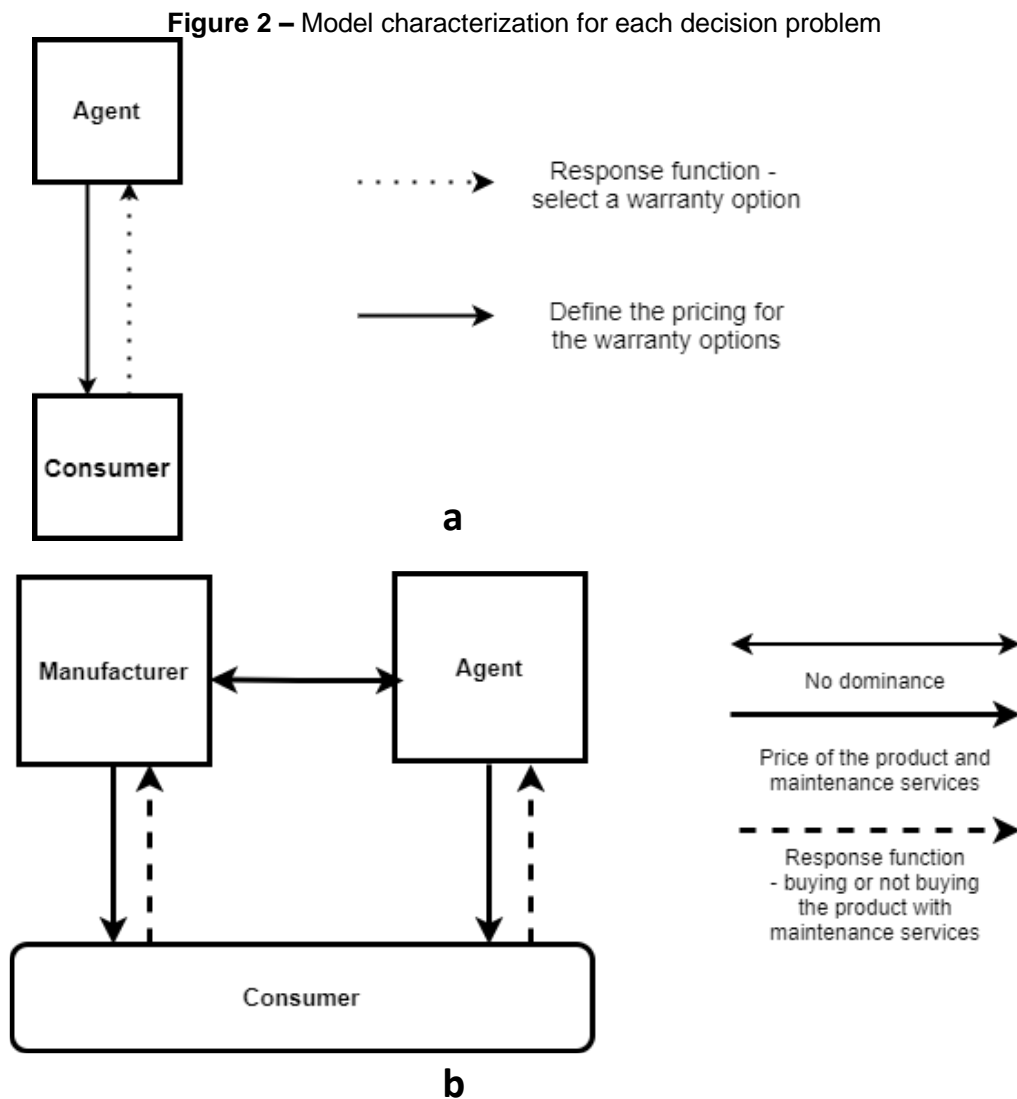 Figure 2 – Model characterization for each decision problem
Agent
Response function -
select a warranty option
Define the pricing for
the warranty options
Consumer
a
Manufacturer
Agent
No dominance
Price of the product and
maintenance services
Response function
- buying or not buying
the product with
maintenance services
Consumer
b